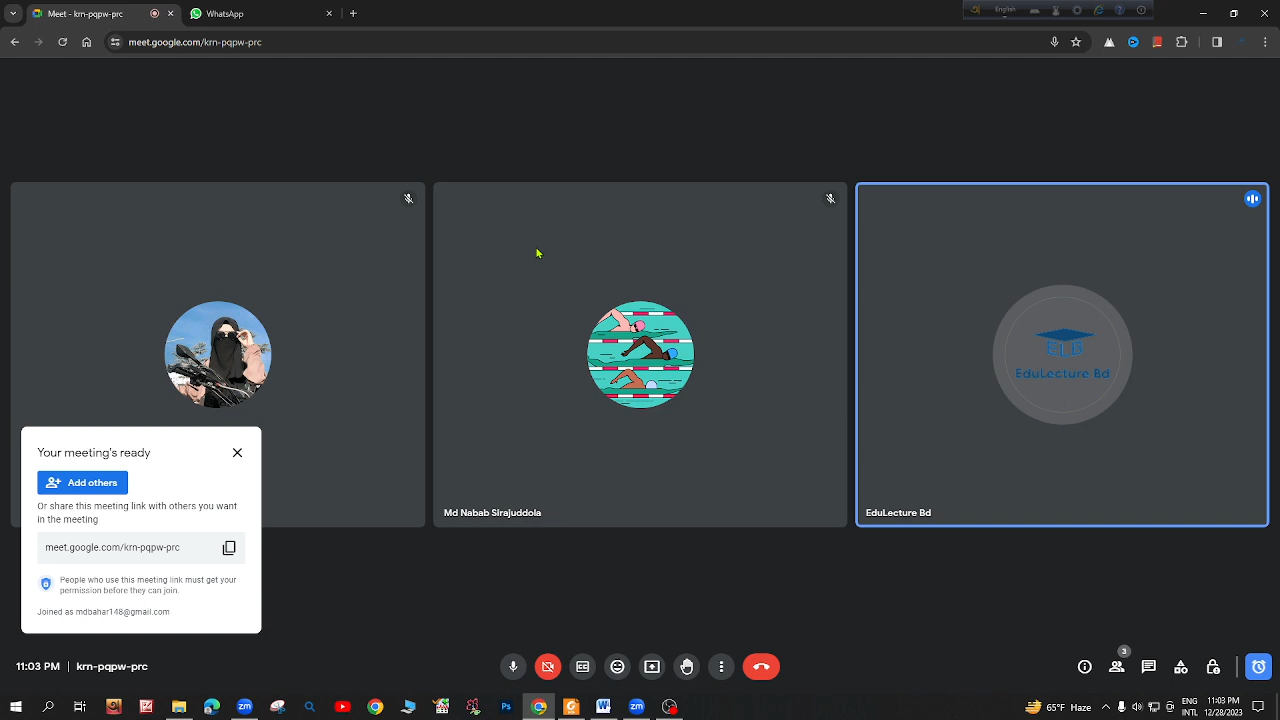 Meet - krn-pqpw-prc
WhatsApp
English
meet.google.com/krn-pqpw-prc
ELB
EduLecture Bd
Md Nabab Sirajuddola
EduLecture Bd
Your meeting's ready
Add others
Or share this meeting link with others you want
in the meeting
meet.google.com/krn-pqpw-prc
People who use this meeting link must get your
permission before they can join.
Joined as mdbahar148@gmail.com
11:03 PM | krn-pqpw-prc
3
65°F Haze
ENG
INTL
11:03 PM
12/28/2023